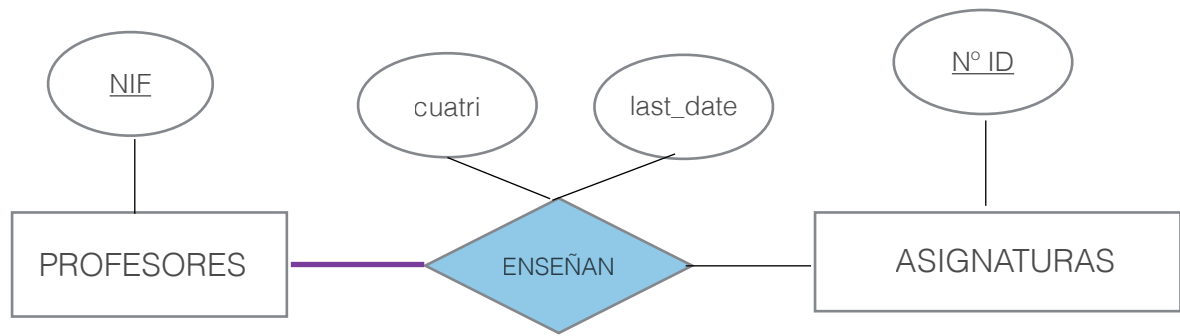 NIF
cuatri
last_date
Nº ID
PROFESORES
ENSEÑAN
ASIGNATURAS